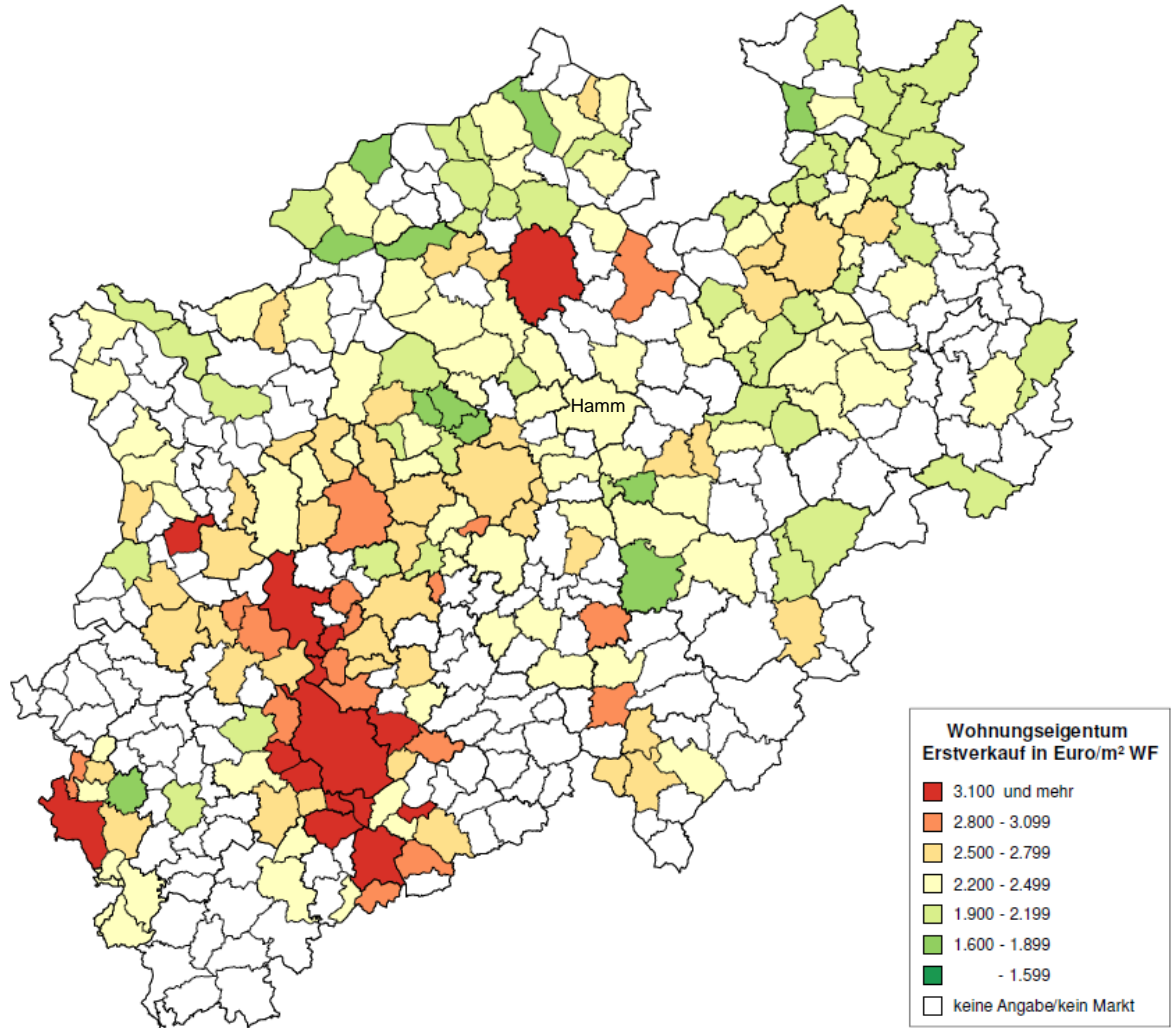 Hamm
Wohnungseigentum
Erstverkauf in Euro/m² WF
3.100 und mehr
2.800 - 3.099
2.500 - 2.799
2.200 - 2.499
1.900 - 2.199
1.600 - 1.899
- 1.599
keine Angabe/kein Markt